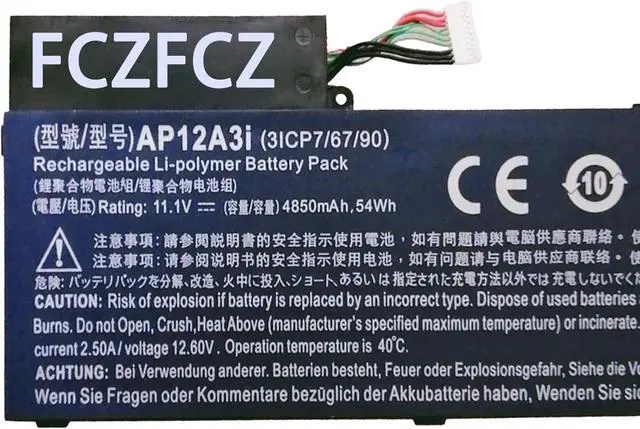 FCZFCZ
(型號/型号)AP12A3i (3ICP7/67/90)
Rechargeable Li-polymer Battery Pack
(鋰聚合物電池組/锂聚合物电池组)
(電壓/电压) Rating: 11.1V ⎓ (容量/容量) 4850mAh,54Wh
10
注意事項: 請參閱說明書的安全指示使用電池, 如有問題請與電腦供應商聯絡。
注意事项: 请参阅说明书的安全指示使用电池, 如有问题请与电脑供应商联络。使
危険: バッテリパックを分解、改造、火中に投入、ショート、あるいは指定された充電方法以外では充電しないでく
CAUTION: Risk of explosion if battery is replaced by an incorrect type. Dispose of used batteries
Burns. Do not Open, Crush,Heat Above (manufacturer's specified maximum temperature) or incinerate
current 2.50A / voltage 12.60V . Operation temperature is 40°C.
ACHTUNG: Bei Verwendung anderer. Batterien besteht, Feuer oder Explosionsgefahr, Siehe die
Wenn Sie Fragen zum Gebrauch bezüglich der Akkubatterie haben, Wenden Sie